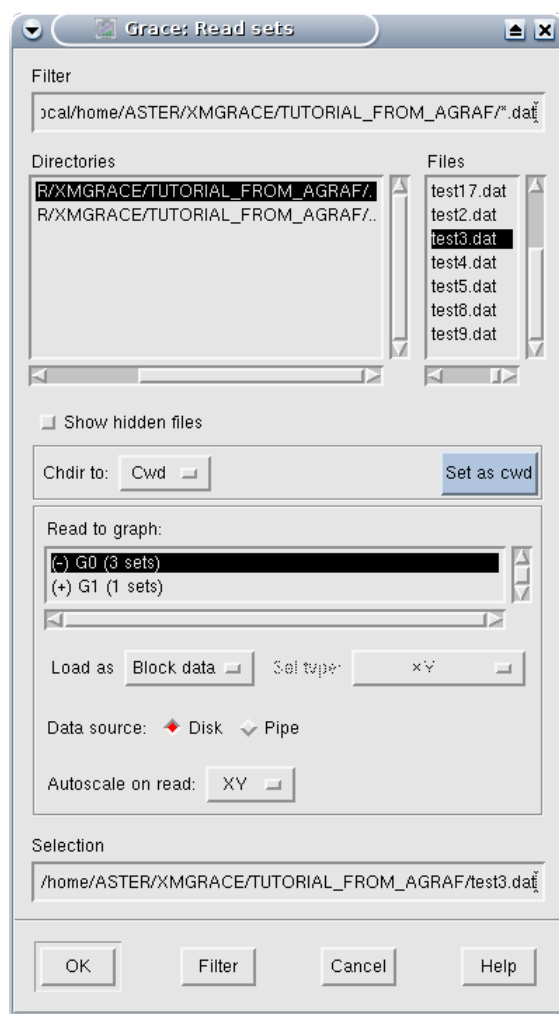 Grace: Read sets
Filter
ocal/home/ASTER/XMGRACE/TUTORIAL_FROM_AGRAF/*.dat
Directories
R/XMGRACE/TUTORIAL_FROM_AGRAF/.
R/XMGRACE/TUTORIAL_FROM_AGRAF/..
Files
test17.dat
test2.dat
test3.dat
test4.dat
test5.dat
test8.dat
test9.dat
Show hidden files
Chdir to: Cwd Set as cwd
Read to graph:
(-) G0 (3 sets)
(+) G1 (1 sets)
Load as Block data Set type: XY
Data source: Disk Pipe
Autoscale on read: XY
Selection
/home/ASTER/XMGRACE/TUTORIAL_FROM_AGRAF/test3.dat
OK Filter Cancel Help